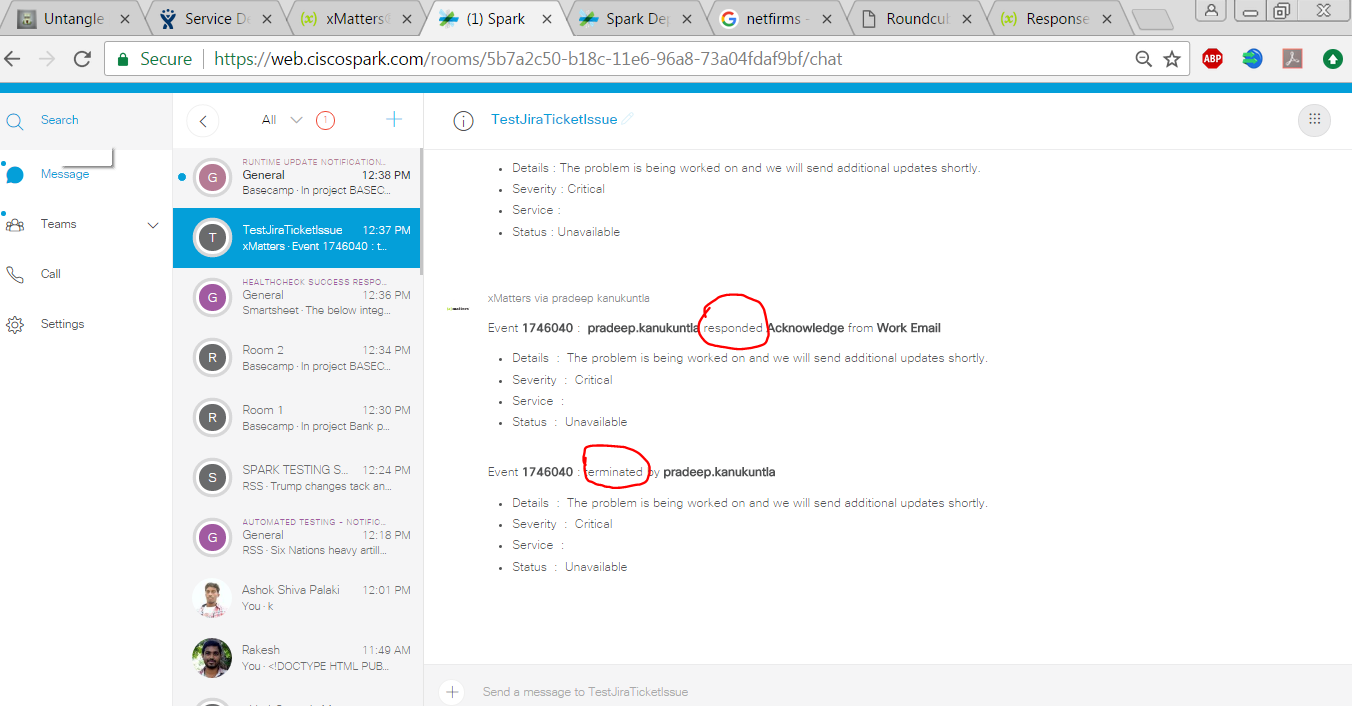 Untangle
Service De
xMatters®
(1) Spark
Spark Dep
netfirms -
Roundcub
Response
Secure
https://web.ciscospark.com/rooms/5b7a2c50-b18c-11e6-96a8-73a04fdaf9bf/chat
ABP
Search
All
1
TestJiraTicketIssue
Message
Teams
Call
Settings
RUNTIME UPDATE NOTIFICATION...
G
General 12:38 PM
Basecamp · In project BASEC...
T
TestJiraTicketIssue 12:37 PM
xMatters · Event 1746040 : t...
HEALTHCHECK SUCCESS RESPO...
G
General 12:36 PM
Smartsheet · The below integ...
R
Room 2 12:34 PM
Basecamp · In project BASEC...
R
Room 1 12:30 PM
Basecamp · In project Bank p...
S
SPARK TESTING S... 12:24 PM
RSS · Trump changes tack an...
AUTOMATED TESTING - NOTIFIC...
G
General 12:18 PM
RSS · Six Nations heavy artill...
Ashok Shiva Palaki 12:01 PM
You · k
Rakesh 11:49 AM
You · <!DOCTYPE HTML PUB...
• Details : The problem is being worked on and we will send additional updates shortly.
• Severity : Critical
• Service :
• Status : Unavailable
xmatters
xMatters via pradeep kanukuntla
Event 1746040 : pradeep.kanukuntla responded Acknowledge from Work Email
• Details : The problem is being worked on and we will send additional updates shortly.
• Severity : Critical
• Service :
• Status : Unavailable
Event 1746040 : terminated by pradeep.kanukuntla
• Details : The problem is being worked on and we will send additional updates shortly.
• Severity : Critical
• Service :
• Status : Unavailable
Send a message to TestJiraTicketIssue